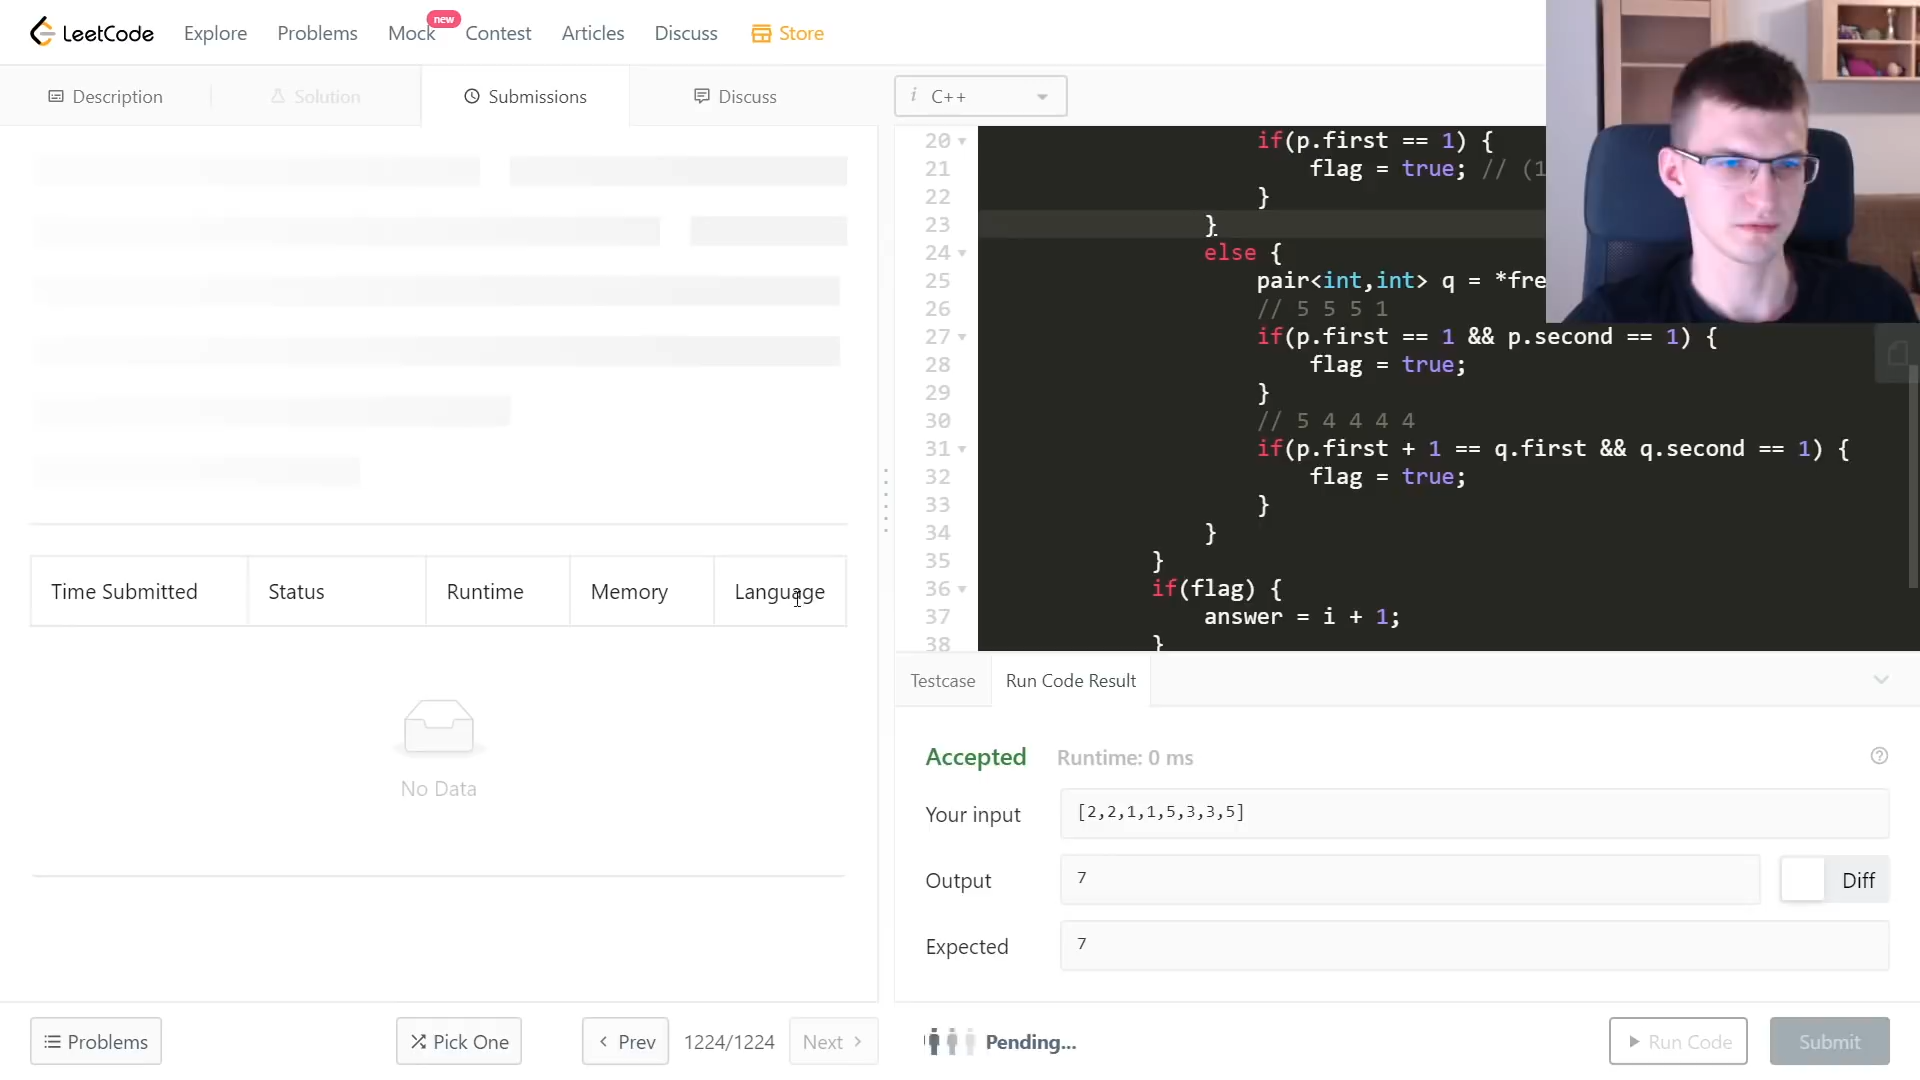 LeetCode
Explore
Problems
Mock
new
Contest
Articles
Discuss
Store
Description
Solution
Submissions
Discuss
i C++
20 if(p.first == 1) {
21 flag = true; // (1
22 }
23 }
24 else {
25 pair<int,int> q = *fre
26 // 5 5 5 1
27 if(p.first == 1 && p.second == 1) {
28 flag = true;
29 }
30 // 5 4 4 4 4
31 if(p.first + 1 == q.first && q.second == 1) {
32 flag = true;
33 }
34 }
35 }
36 if(flag) {
37 answer = i + 1;
38 }
Time Submitted
Status
Runtime
Memory
Language
No Data
Testcase
Run Code Result
Accepted
Runtime: 0 ms
Your input
[2,2,1,1,5,3,3,5]
Output
7
Diff
Expected
7
Problems
Pick One
Prev
1224/1224
Next
Pending...
Run Code
Submit